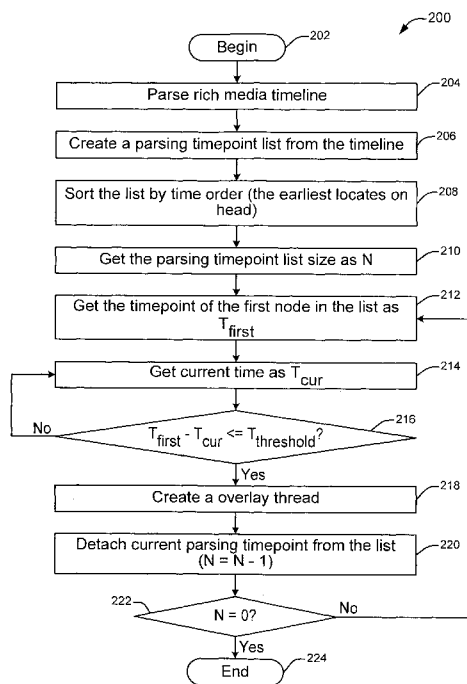 200
Begin
202
Parse rich media timeline
204
Create a parsing timepoint list from the timeline
206
Sort the list by time order (the earliest locates on
head)
208
Get the parsing timepoint list size as N
210
Get the timepoint of the first node in the list as
T_first
212
Get current time as T_cur
214
T_first - T_cur <= T_threshold?
216
No
Yes
Create a overlay thread
218
Detach current parsing timepoint from the list
(N = N - 1)
220
222
N = 0?
No
Yes
End
224